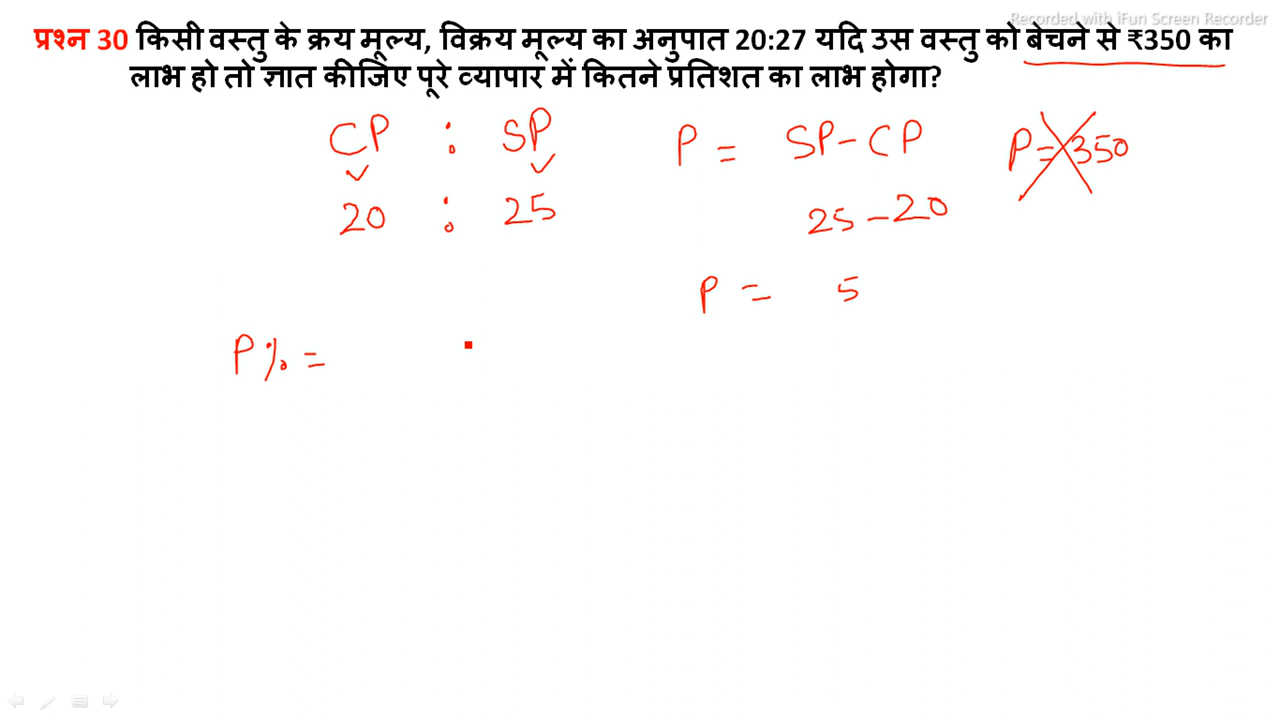 Recorded with iFun Screen Recorder
प्रश्न 30 किसी वस्तु के क्रय मूल्य, विक्रय मूल्य का अनुपात 20:27 यदि उस वस्तु को बेचने से ₹350 का
लाभ हो तो ज्ञात कीजिए पूरे व्यापार में कितने प्रतिशत का लाभ होगा?
CP : SP P = SP - CP P = 350
20 : 25 25 - 20
P = 5
P% =